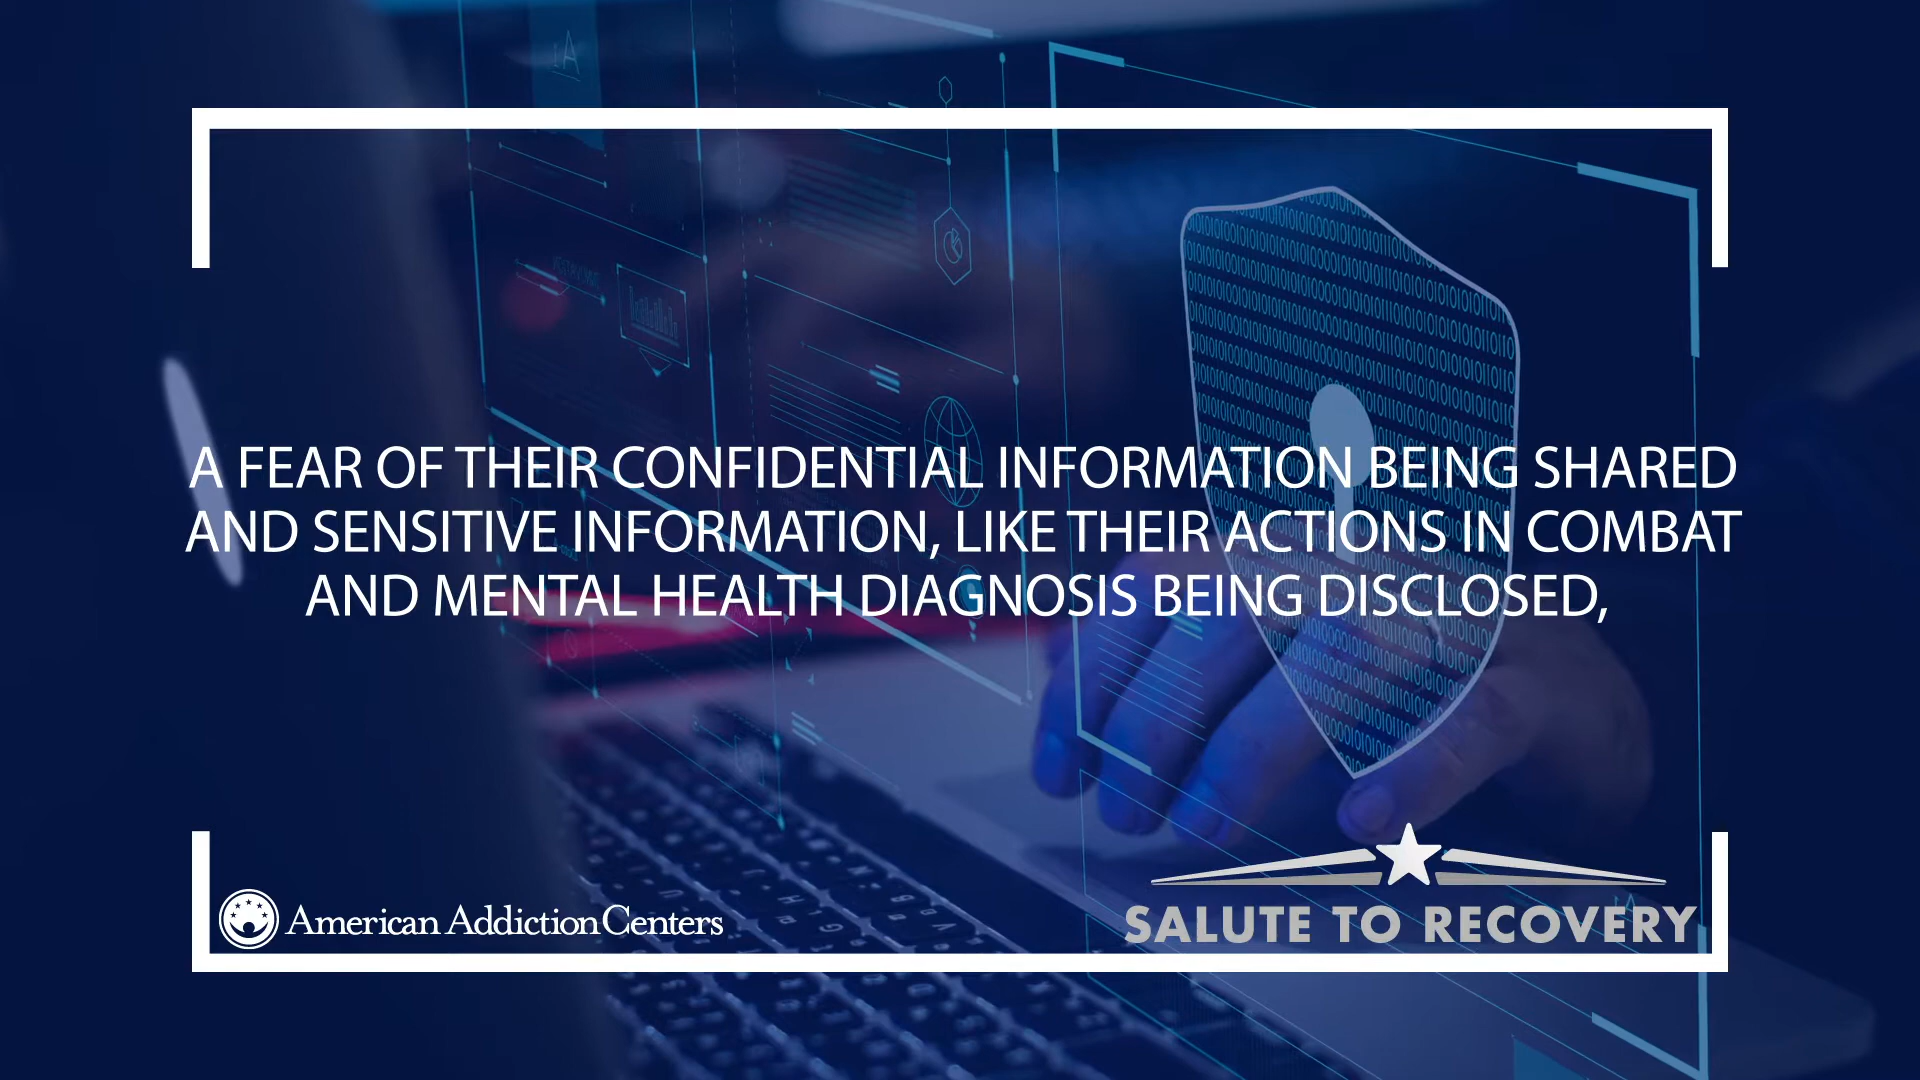 A FEAR OF THEIR CONFIDENTIAL INFORMATION BEING SHARED
AND SENSITIVE INFORMATION, LIKE THEIR ACTIONS IN COMBAT
AND MENTAL HEALTH DIAGNOSIS BEING DISCLOSED,
American Addiction Centers
SALUTE TO RECOVERY